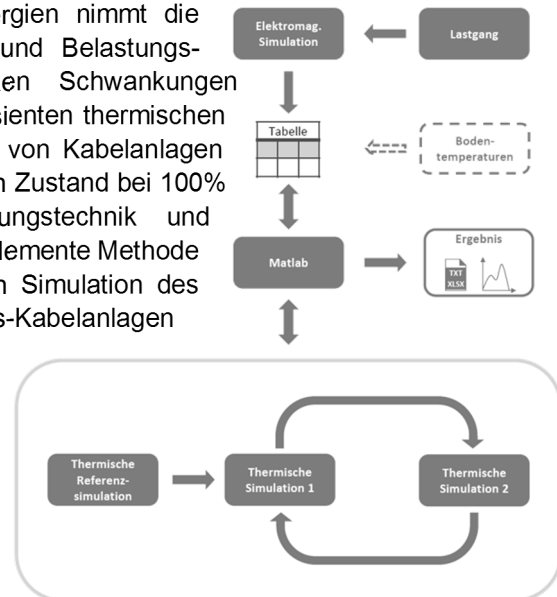 ergien nimmt die
und Belastungs-
ken Schwankungen
sienten thermischen
von Kabelanlagen
Zustand bei 100%
ungstechnik und
lemente Methode
Simulation des
s-Kabelanlagen
Elektromag.
Simulation
Lastgang
Tabelle
Boden-
temperaturen
Matlab
Ergebnis
TXT
XLSX
Thermische
Referenz-
simulation
Thermische
Simulation 1
Thermische
Simulation 2